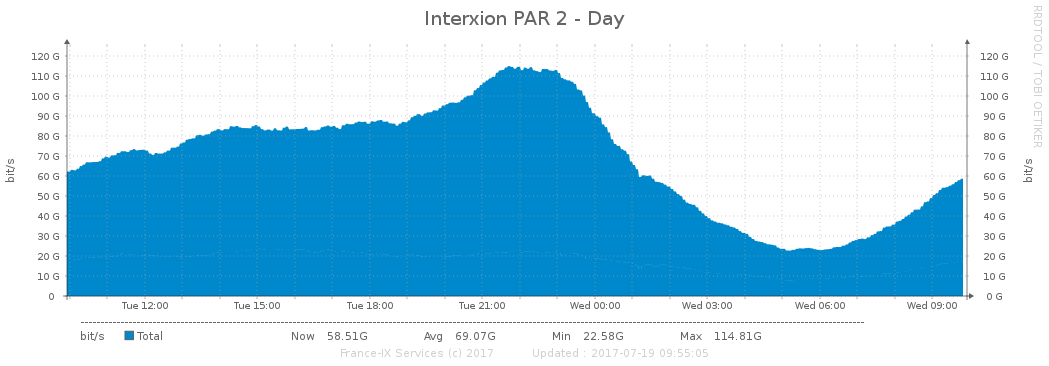 Interxion PAR 2 - Day
RRDTOOL / TOBI OETIKER
bit/s
bit/s
120 G 120 G
110 G 110 G
100 G 100 G
90 G 90 G
80 G 80 G
70 G 70 G
60 G 60 G
50 G 50 G
40 G 40 G
30 G 30 G
20 G 20 G
10 G 10 G
0 0 G
Tue 12:00 Tue 15:00 Tue 18:00 Tue 21:00 Wed 00:00 Wed 03:00 Wed 06:00 Wed 09:00
bit/s Total Now 58.51G Avg 69.07G Min 22.58G Max 114.81G
France-IX Services (c) 2017 Updated : 2017-07-19 09:55:05